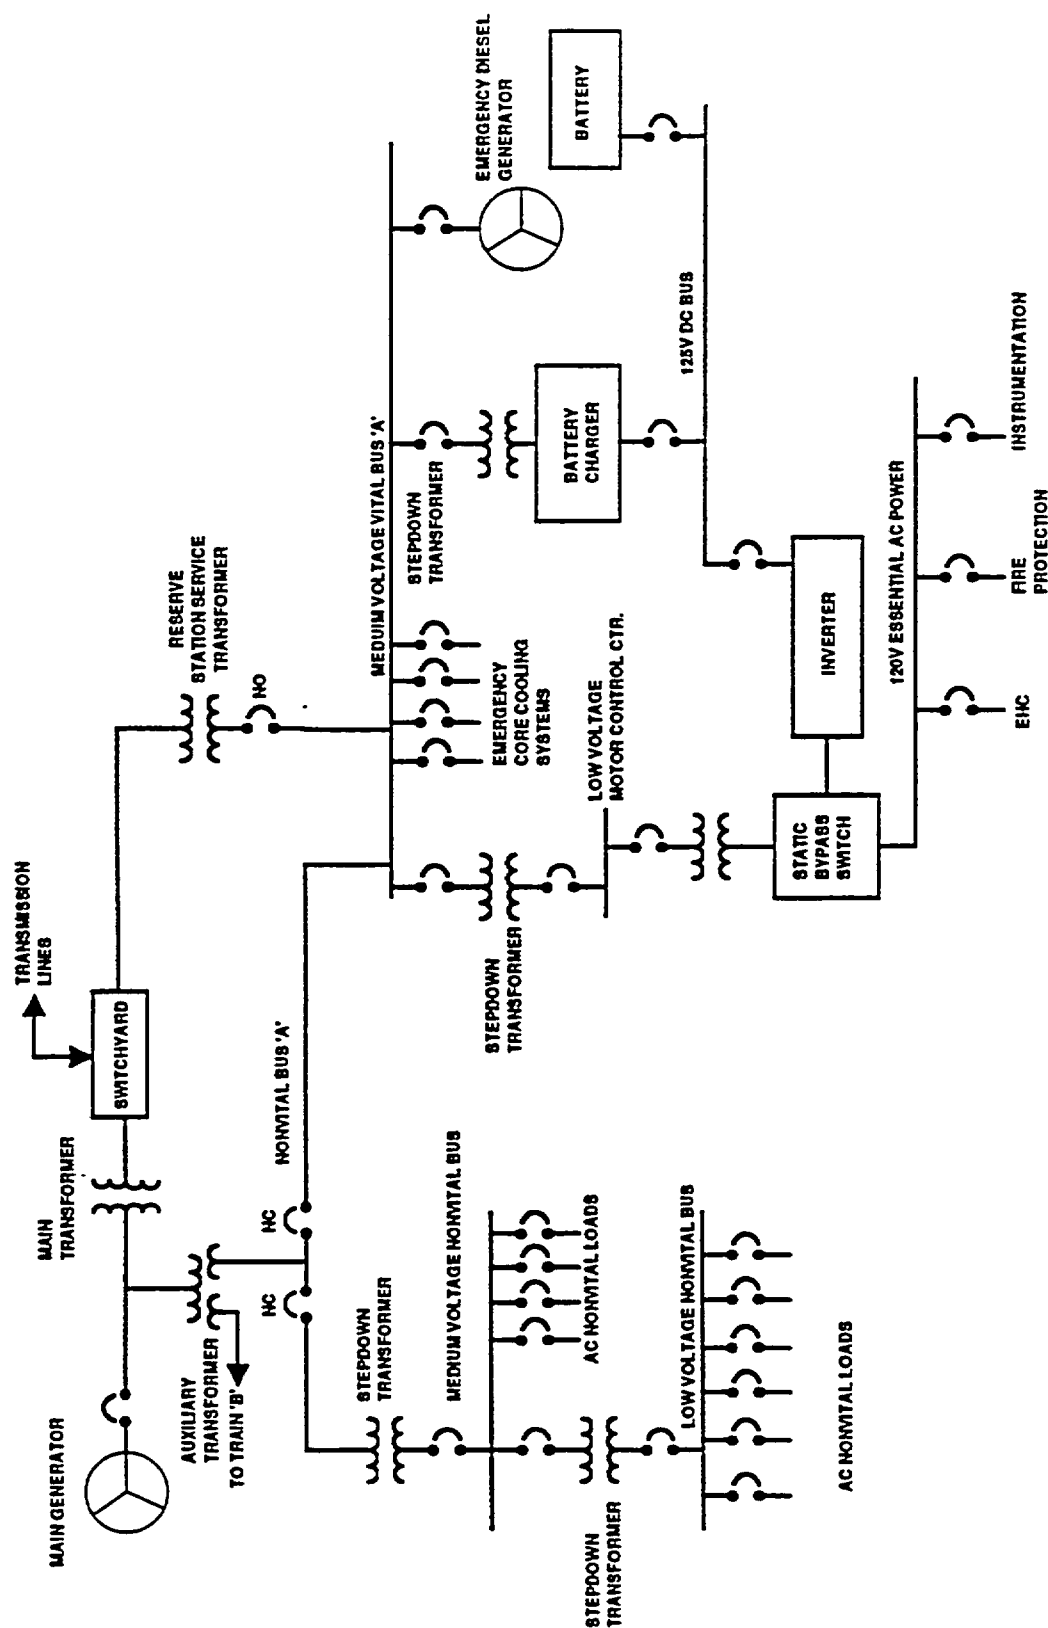 MAIN GENERATOR
MAIN
TRANSFORMER
SWITCHYARD
TRANSMISSION
LINES
AUXILIARY
TRANSFORMER
TO TRAIN 'B'
NC
NC
NONVITAL BUS 'A'
RESERVE
STATION SERVICE
TRANSFORMER
NO
MEDUIM VOLTAGE VITAL BUS 'A'
STEPDOWN
TRANSFORMER
MEDIUM VOLTAGE NONVITAL BUS
AC NONVITAL LOADS
STEPDOWN
TRANSFORMER
LOW VOLTAGE NONVITAL BUS
AC NONVITAL LOADS
STEPDOWN
TRANSFORMER
EMERGENCY
CORE COOLING
SYSTEMS
STEPDOWN
TRANSFORMER
EMERGENCY DIESEL
GENERATOR
LOW VOLTAGE
MOTOR CONTROL CTR.
BATTERY
CHARGER
BATTERY
125V DC BUS
STATIC
BYPASS
SWITCH
INVERTER
120V ESSENTIAL AC POWER
EHC
FIRE
PROTECTION
INSTRUMENTATION